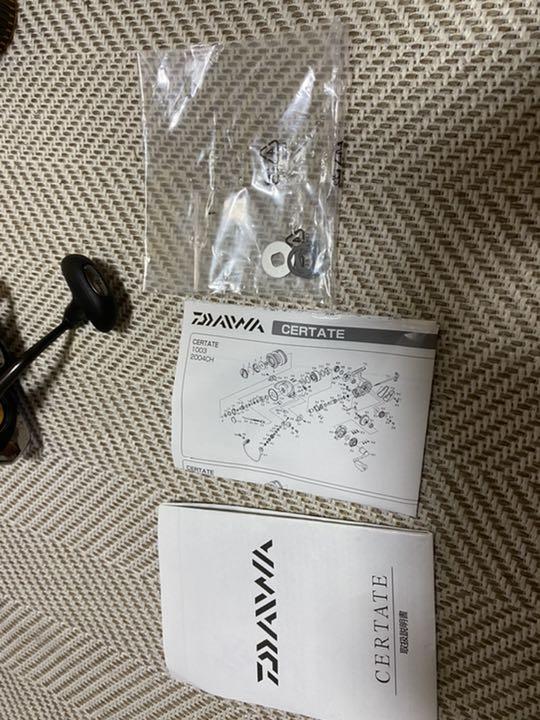 DAIWA CERTATE
CERTATE
1003
2004CH
CERTATE
DAIWA
CERTATE
取扱説明書